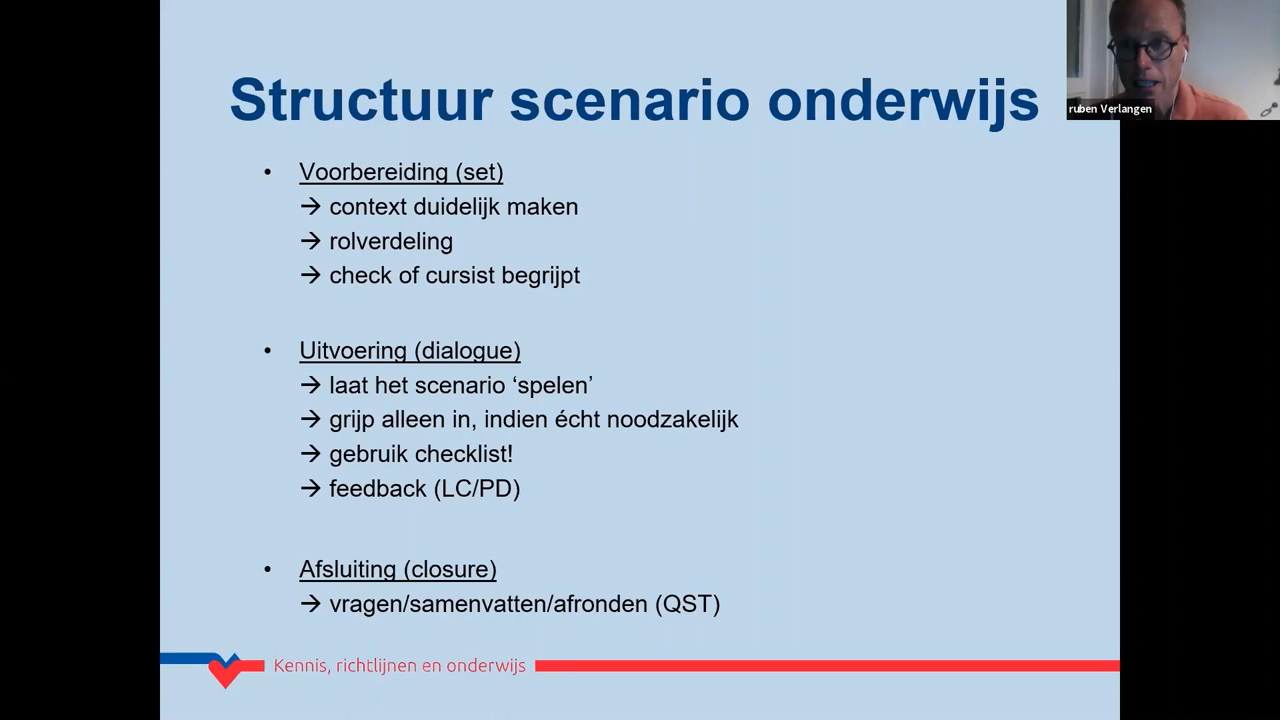 Structuur scenario onderwijs
ruben Verlangen
• Voorbereiding (set)
→ context duidelijk maken
→ rolverdeling
→ check of cursist begrijpt
• Uitvoering (dialogue)
→ laat het scenario ‘spelen’
→ grijp alleen in, indien écht noodzakelijk
→ gebruik checklist!
→ feedback (LC/PD)
• Afsluiting (closure)
→ vragen/samenvatten/afronden (QST)
Kennis, richtlijnen en onderwijs